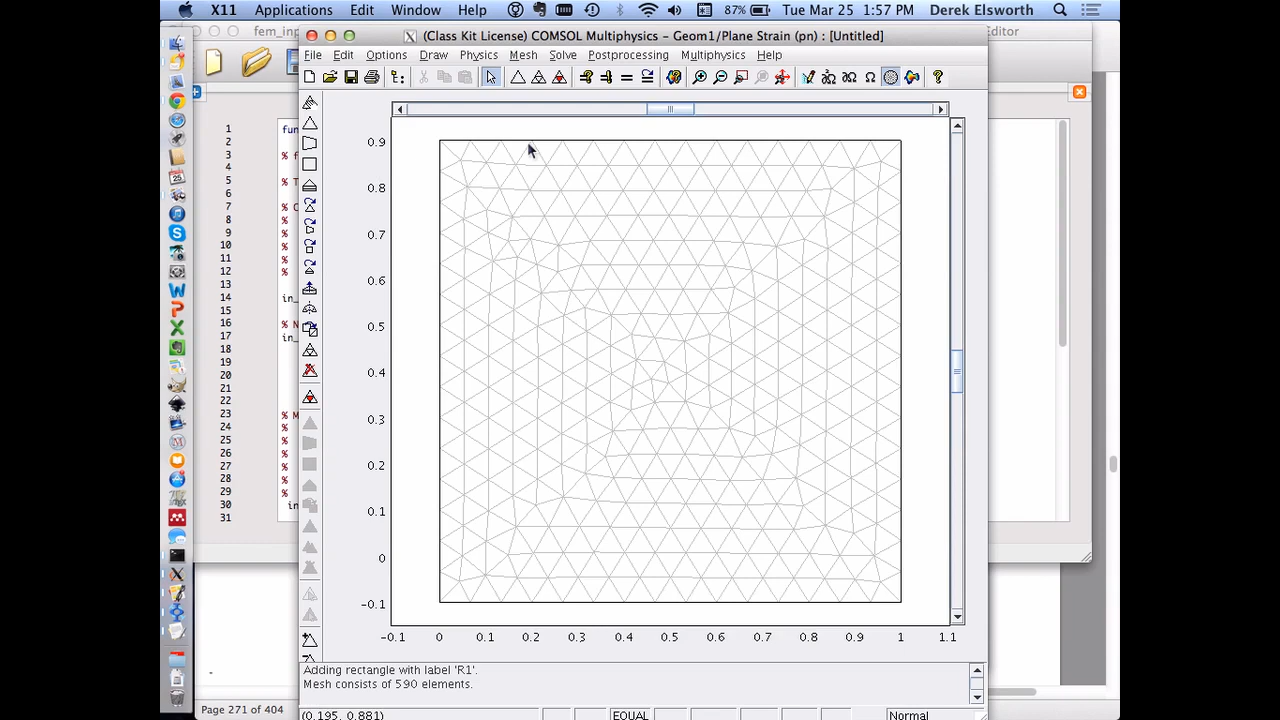 X11 Applications Edit Window Help 87% Tue Mar 25 1:57 PM Derek Elsworth
fem_inp
(Class Kit License) COMSOL Multiphysics - Geom1/Plane Strain (pn) : [Untitled]
Editor
File Edit Options Draw Physics Mesh Solve Postprocessing Multiphysics Help
1 fun
2
3 % f
4
5 % T
6
7 % C
8 %
9 %
10 %
11 %
12 %
13
14 in_
15
16 % N
17 in_
18
19
20
21
22
23 % M
24 %
25 %
26 %
27 %
28 %
29 %
30 in
31
0.9
0.8
0.7
0.6
0.5
0.4
0.3
0.2
0.1
0
-0.1
-0.1 0 0.1 0.2 0.3 0.4 0.5 0.6 0.7 0.8 0.9 1 1.1
Adding rectangle with label 'R1'.
Mesh consists of 590 elements.
(0.195, 0.881) EQUAL Normal
Page 271 of 404